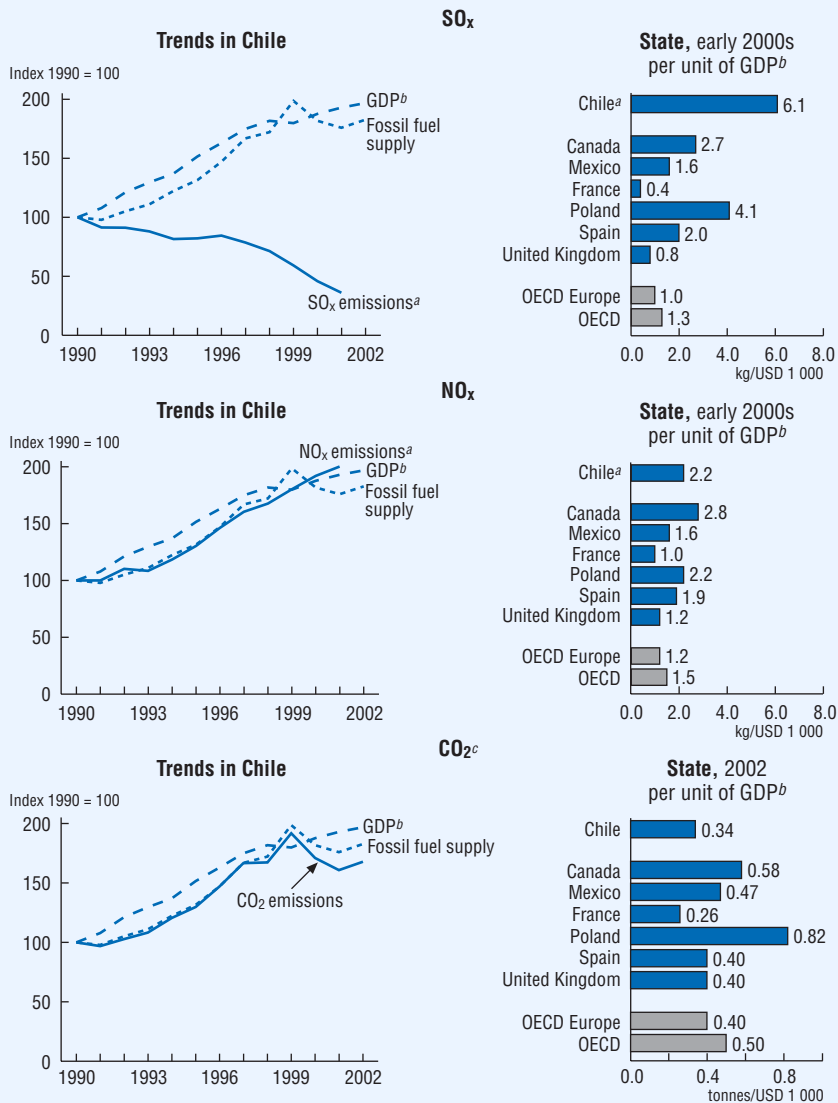 SOx
Trends in Chile
Index 1990 = 100
200
150
100
50
0
1990 1993 1996 1999 2002
GDPb
Fossil fuel
supply
SOx emissionsa
State, early 2000s
per unit of GDPb
Chilea 6.1
Canada 2.7
Mexico 1.6
France 0.4
Poland 4.1
Spain 2.0
United Kingdom 0.8
OECD Europe 1.0
OECD 1.3
0.0 2.0 4.0 6.0 8.0
kg/USD 1 000
NOx
Trends in Chile
Index 1990 = 100
200
150
100
50
0
1990 1993 1996 1999 2002
NOx emissionsa
GDPb
Fossil fuel
supply
State, early 2000s
per unit of GDPb
Chilea 2.2
Canada 2.8
Mexico 1.6
France 1.0
Poland 2.2
Spain 1.9
United Kingdom 1.2
OECD Europe 1.2
OECD 1.5
0.0 2.0 4.0 6.0 8.0
kg/USD 1 000
CO2c
Trends in Chile
Index 1990 = 100
200
150
100
50
0
1990 1993 1996 1999 2002
GDPb
Fossil fuel supply
CO2 emissions
State, 2002
per unit of GDPb
Chile 0.34
Canada 0.58
Mexico 0.47
France 0.26
Poland 0.82
Spain 0.40
United Kingdom 0.40
OECD Europe 0.40
OECD 0.50
0.0 0.4 0.8
tonnes/USD 1 000